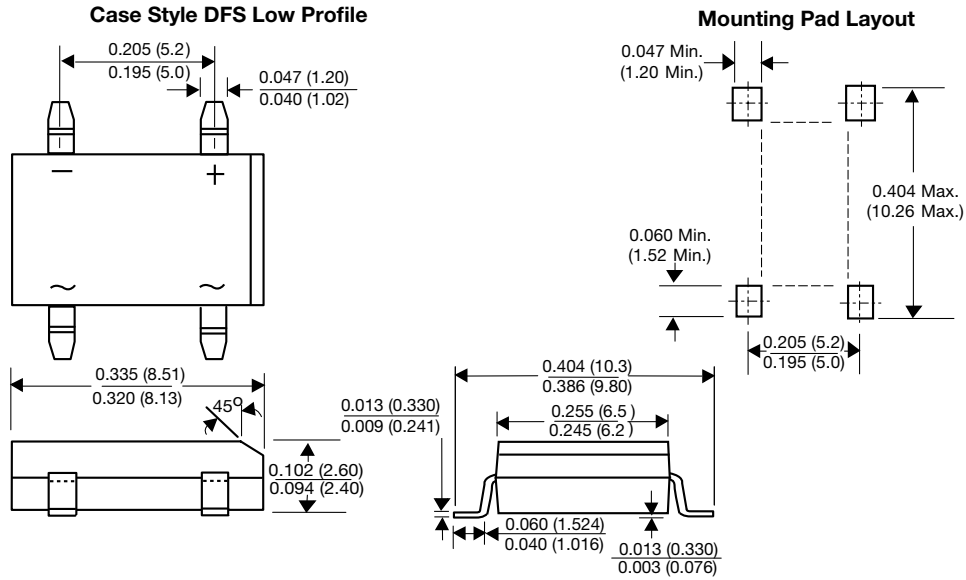 Case Style DFS Low Profile
0.205 (5.2)
0.195 (5.0)
0.047 (1.20)
0.040 (1.02)
− +
~ ~
0.335 (8.51)
0.320 (8.13)
45°
0.102 (2.60)
0.094 (2.40)
Mounting Pad Layout
0.047 Min.
(1.20 Min.)
0.404 Max.
(10.26 Max.)
0.060 Min.
(1.52 Min.)
0.205 (5.2)
0.195 (5.0)
0.404 (10.3)
0.386 (9.80)
0.013 (0.330)
0.009 (0.241)
0.255 (6.5)
0.245 (6.2)
0.060 (1.524)
0.040 (1.016)
0.013 (0.330)
0.003 (0.076)